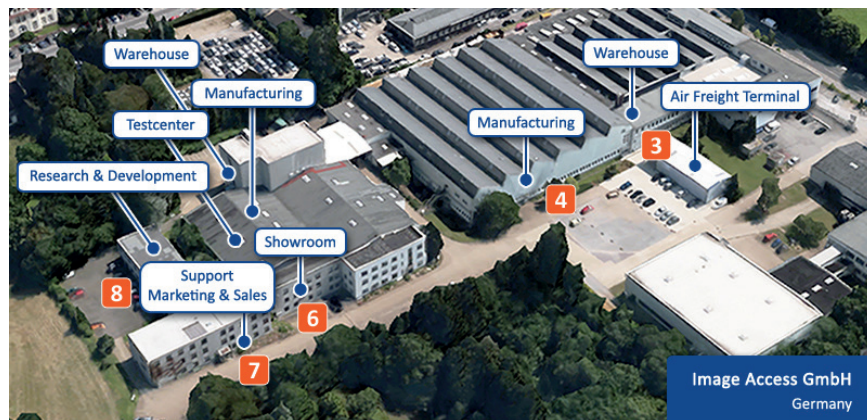 Warehouse
Manufacturing
Testcenter
Research & Development
Support
Marketing & Sales
Showroom
Manufacturing
Warehouse
Air Freight Terminal
3
4
6
7
8
Image Access GmbH
Germany